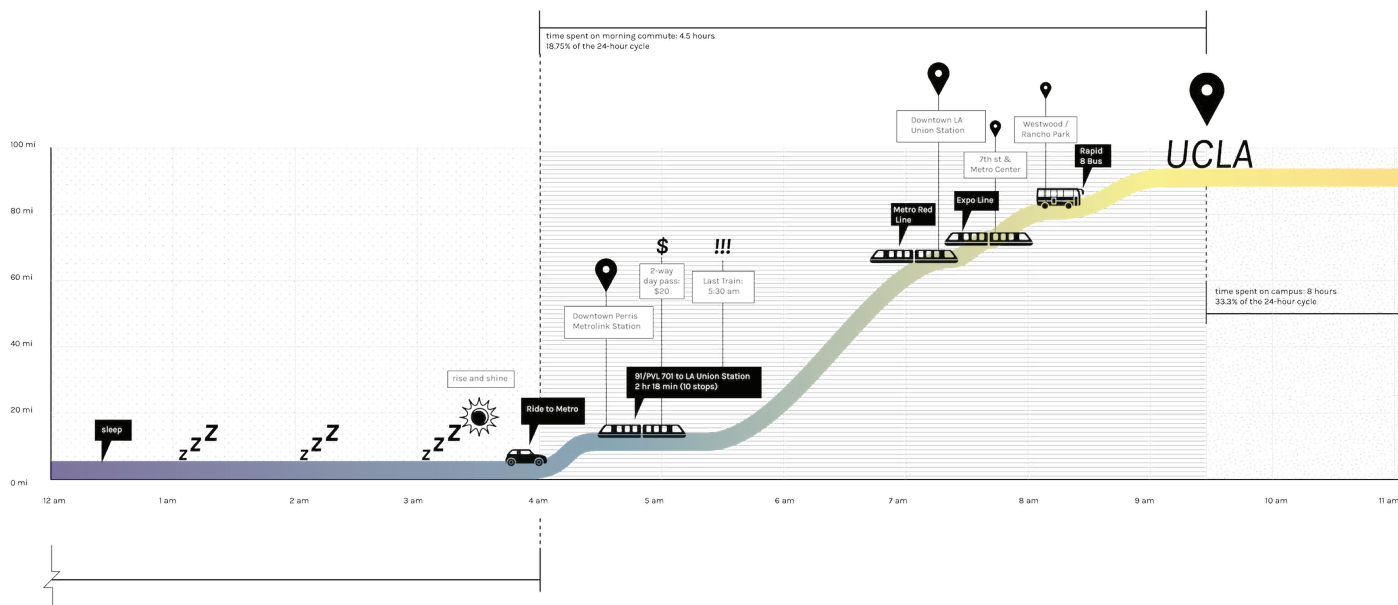 time spent on morning commute: 4.5 hours
18.75% of the 24-hour cycle
Downtown LA
Union Station
Westwood /
Rancho Park
7th st &
Metro Center
Rapid
8 Bus
UCLA
100 mi
80 mi
60 mi
40 mi
20 mi
0 mi
Metro Red
Line
Expo Line
$
!!!
2-way
day pass:
$20
Last Train:
5:30 am
time spent on campus: 8 hours
33.3% of the 24-hour cycle
Downtown Perris
Metrolink Station
rise and shine
91/PVL 701 to LA Union Station
2 hr 18 min (10 stops)
Ride to Metro
sleep
z z Z
z z Z
z z Z
12 am
1 am
2 am
3 am
4 am
5 am
6 am
7 am
8 am
9 am
10 am
11 am